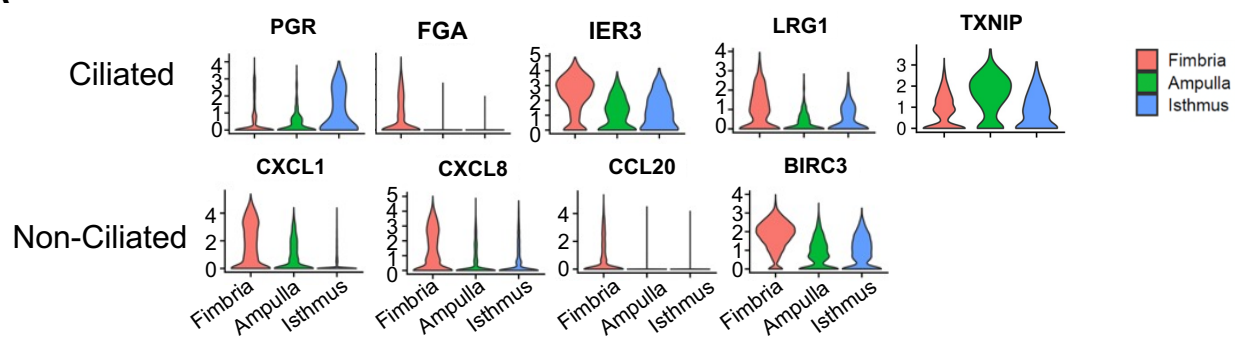 PGR FGA IER3 LRG1 TXNIP
Ciliated
4 3 2 1 0
5 4 3 2 1 0
4 3 2 1 0
3 2 1 0
Fimbria
Ampulla
Isthmus
CXCL1 CXCL8 CCL20 BIRC3
Non-Ciliated
4 2 0
5 4 3 2 1 0
4 2 0
4 3 2 1 0
Fimbria Ampulla Isthmus Fimbria Ampulla Isthmus Fimbria Ampulla Isthmus Fimbria Ampulla Isthmus